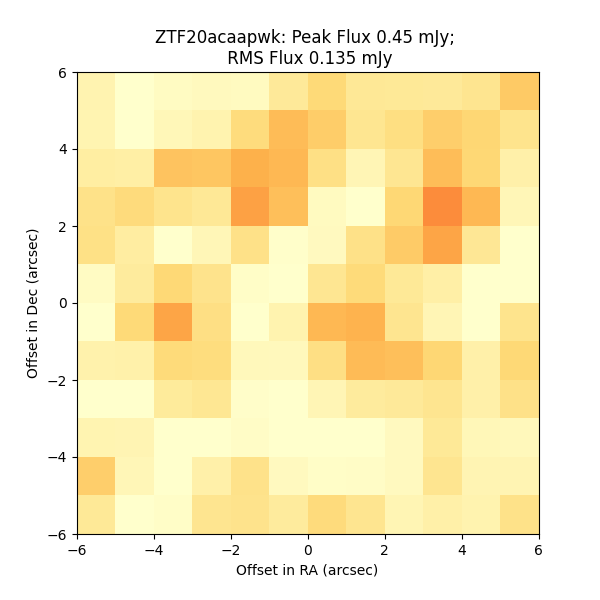 ZTF20acaapwk: Peak Flux 0.45 mJy;
RMS Flux 0.135 mJy
6
4
2
0
−2
−4
−6
Offset in Dec (arcsec)
−6 −4 −2 0 2 4 6
Offset in RA (arcsec)